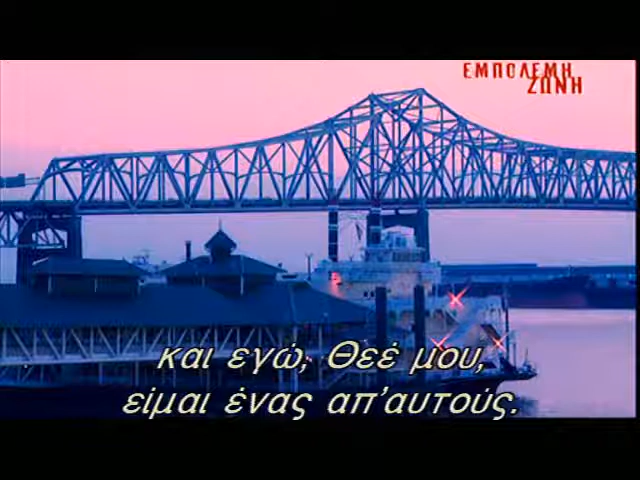 ΕΜΠΟΛΕΜΗ
ΖΩΝΗ
και εγώ, Θεέ μου,
είμαι ένας απ'αυτούς.